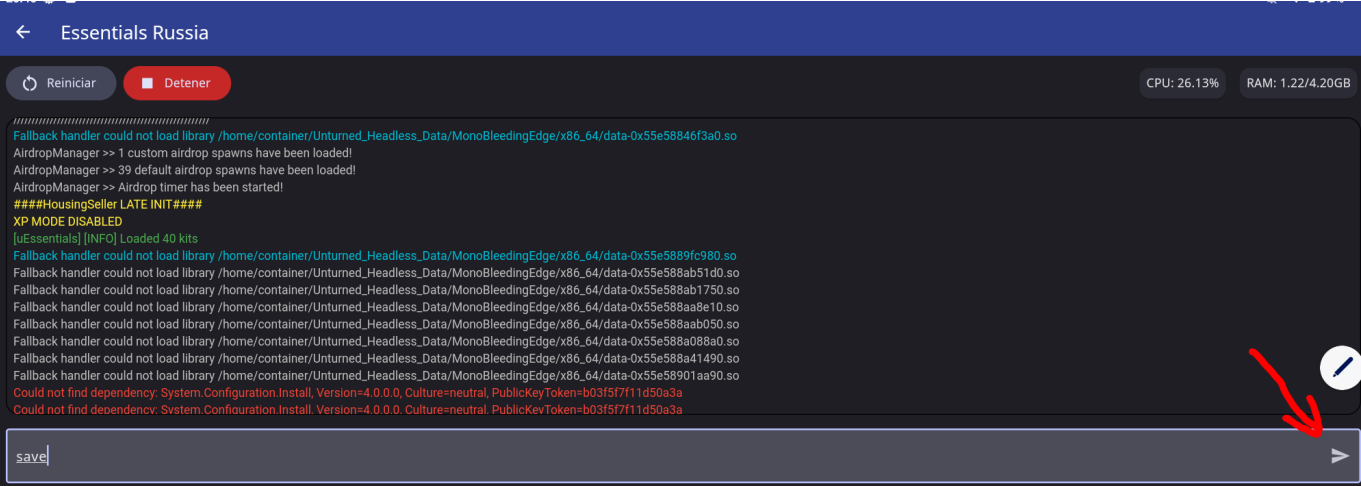 Essentials Russia
Reiniciar
Detener
CPU: 26.13%
RAM: 1.22/4.20GB
//////////////////////////////////////////////////////
Fallback handler could not load library /home/container/Unturned_Headless_Data/MonoBleedingEdge/x86_64/data-0x55e58846f3a0.so
AirdropManager >> 1 custom airdrop spawns have been loaded!
AirdropManager >> 39 default airdrop spawns have been loaded!
AirdropManager >> Airdrop timer has been started!
####HousingSeller LATE INIT####
XP MODE DISABLED
[uEssentials] [INFO] Loaded 40 kits
Fallback handler could not load library /home/container/Unturned_Headless_Data/MonoBleedingEdge/x86_64/data-0x55e5889fc980.so
Fallback handler could not load library /home/container/Unturned_Headless_Data/MonoBleedingEdge/x86_64/data-0x55e588ab51d0.so
Fallback handler could not load library /home/container/Unturned_Headless_Data/MonoBleedingEdge/x86_64/data-0x55e588ab1750.so
Fallback handler could not load library /home/container/Unturned_Headless_Data/MonoBleedingEdge/x86_64/data-0x55e588aa8e10.so
Fallback handler could not load library /home/container/Unturned_Headless_Data/MonoBleedingEdge/x86_64/data-0x55e588aab050.so
Fallback handler could not load library /home/container/Unturned_Headless_Data/MonoBleedingEdge/x86_64/data-0x55e588a088a0.so
Fallback handler could not load library /home/container/Unturned_Headless_Data/MonoBleedingEdge/x86_64/data-0x55e588a41490.so
Fallback handler could not load library /home/container/Unturned_Headless_Data/MonoBleedingEdge/x86_64/data-0x55e58901aa90.so
Could not find dependency: System.Configuration.Install, Version=4.0.0.0, Culture=neutral, PublicKeyToken=b03f5f7f11d50a3a
Could not find dependency: System.Configuration.Install, Version=4.0.0.0, Culture=neutral, PublicKeyToken=b03f5f7f11d50a3a
save